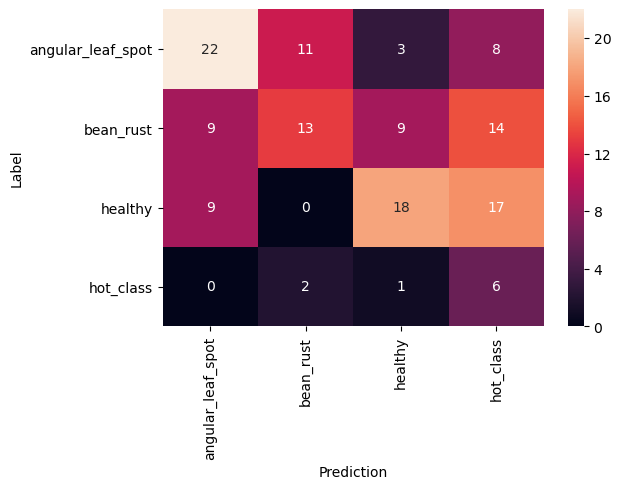 angular_leaf_spot 22 11 3 8
bean_rust 9 13 9 14
healthy 9 0 18 17
hot_class 0 2 1 6
angular_leaf_spot bean_rust healthy hot_class
Prediction
Label
20
16
12
8
4
0